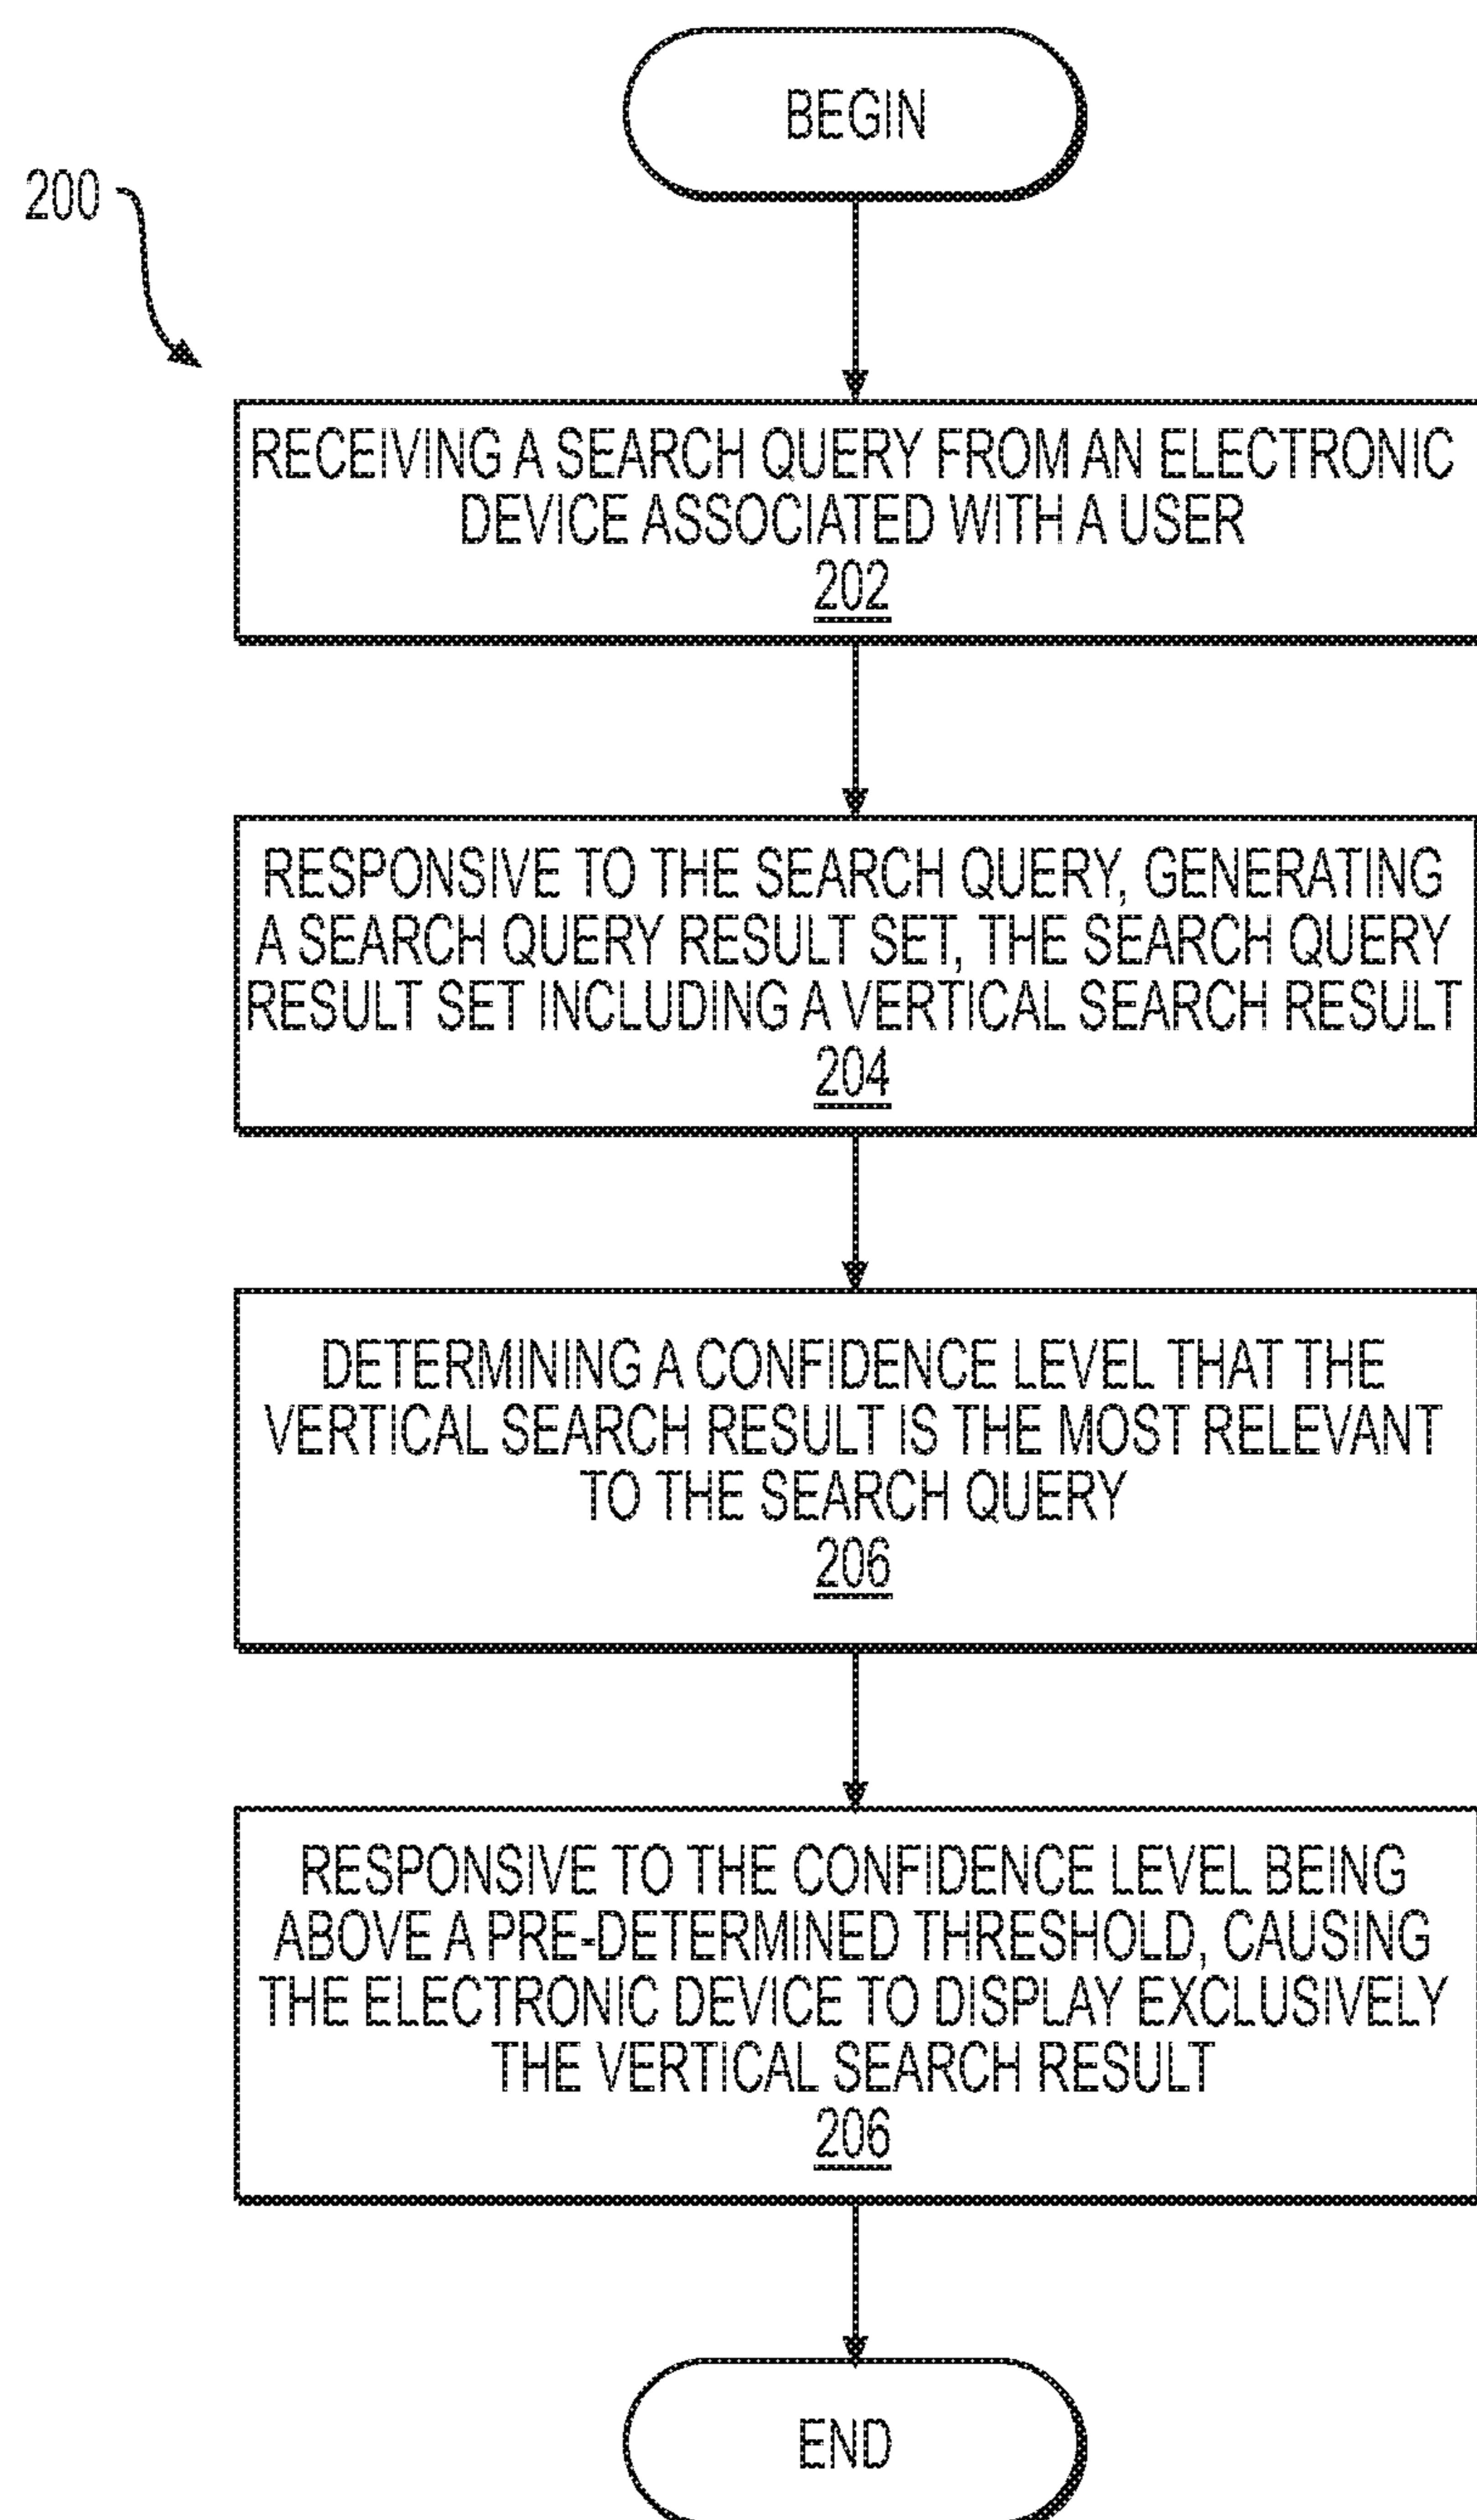 BEGIN
200
RECEIVING A SEARCH QUERY FROM AN ELECTRONIC
DEVICE ASSOCIATED WITH A USER
202
RESPONSIVE TO THE SEARCH QUERY, GENERATING
A SEARCH QUERY RESULT SET, THE SEARCH QUERY
RESULT SET INCLUDING A VERTICAL SEARCH RESULT
204
DETERMINING A CONFIDENCE LEVEL THAT THE
VERTICAL SEARCH RESULT IS THE MOST RELEVANT
TO THE SEARCH QUERY
206
RESPONSIVE TO THE CONFIDENCE LEVEL BEING
ABOVE A PRE-DETERMINED THRESHOLD, CAUSING
THE ELECTRONIC DEVICE TO DISPLAY EXCLUSIVELY
THE VERTICAL SEARCH RESULT
206
END